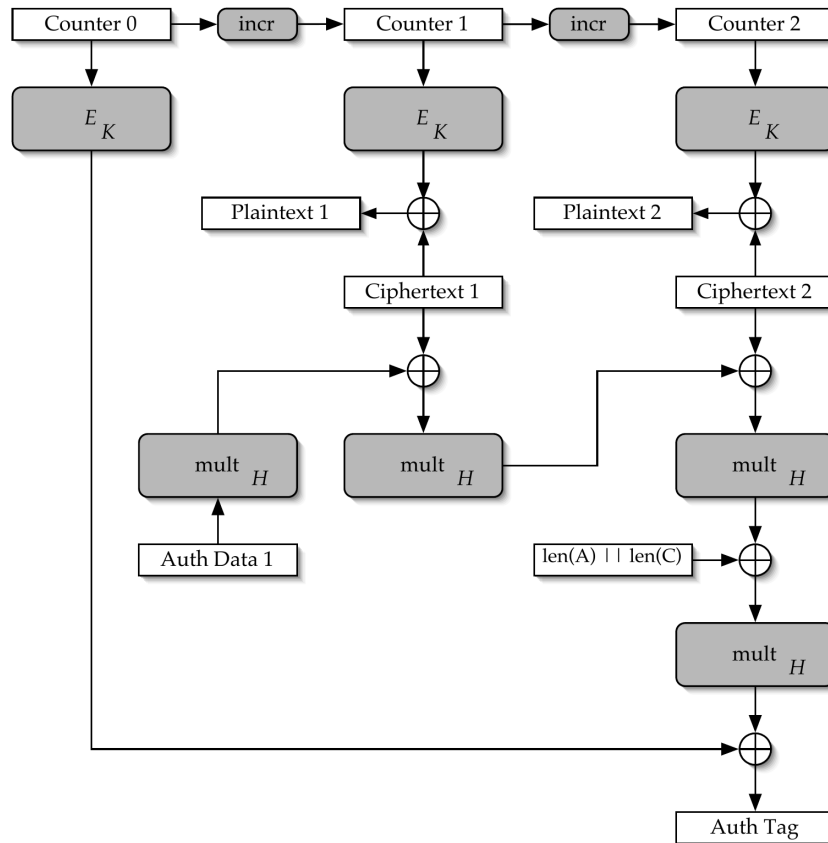 Counter 0
incr
Counter 1
incr
Counter 2
E K
E K
E K
Plaintext 1
Plaintext 2
Ciphertext 1
Ciphertext 2
mult H
mult H
mult H
Auth Data 1
len(A) || len(C)
mult H
Auth Tag